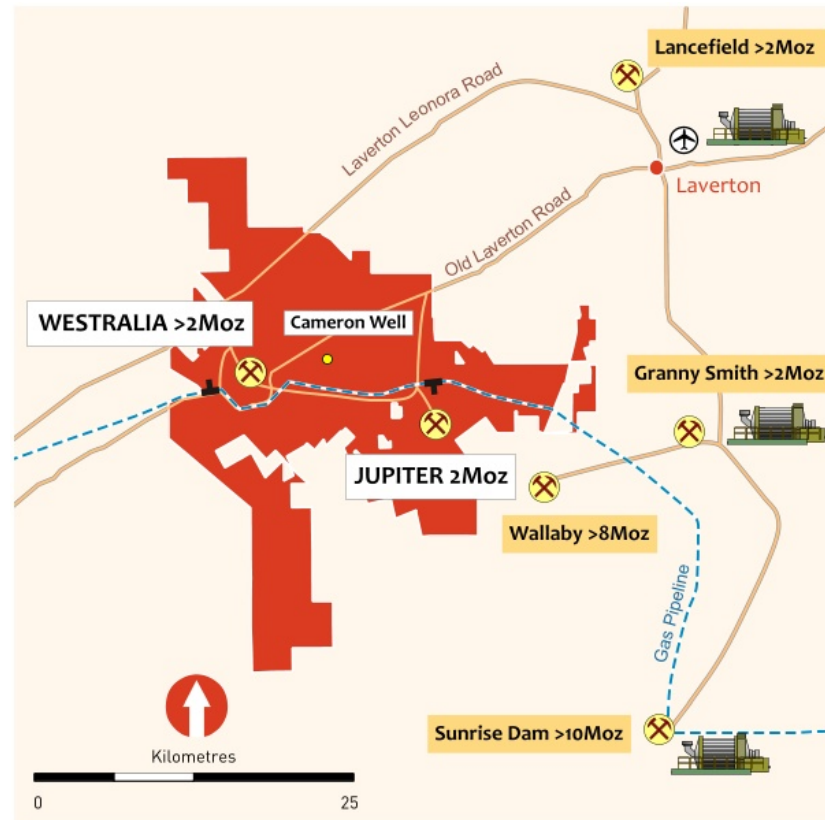 Lancefield >2Moz
Laverton Leonora Road
Laverton
Old Laverton Road
WESTRALIA >2Moz
Cameron Well
Granny Smith >2Moz
JUPITER 2Moz
Wallaby >8Moz
Gas Pipeline
Sunrise Dam >10Moz
Kilometres
0
25